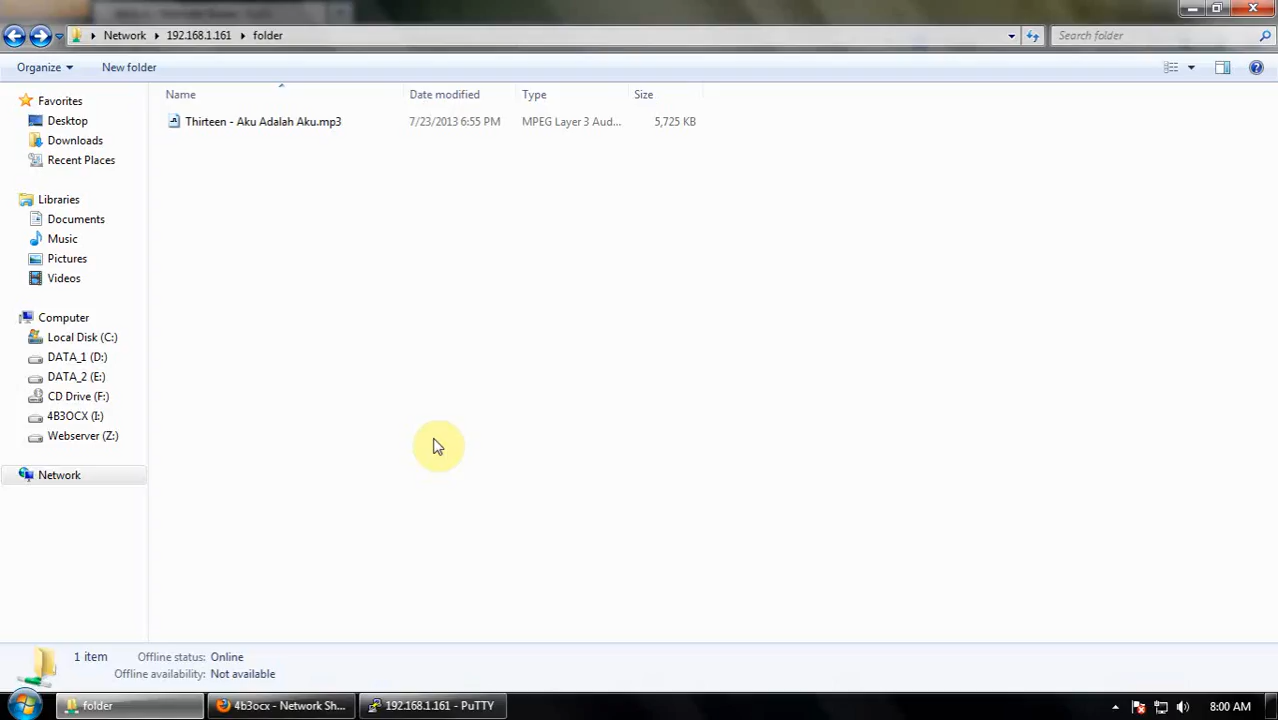 Network 192.168.1.161 folder
Search folder
Organize New folder
Favorites
Desktop
Downloads
Recent Places
Libraries
Documents
Music
Pictures
Videos
Computer
Local Disk (C:)
DATA_1 (D:)
DATA_2 (E:)
CD Drive (F:)
4B3OCX (I:)
Webserver (Z:)
Network
Name Date modified Type Size
Thirteen - Aku Adalah Aku.mp3 7/23/2013 6:55 PM MPEG Layer 3 Aud... 5,725 KB
1 item Offline status: Online
Offline availability: Not available
folder 4b3ocx - Network Sh... 192.168.1.161 - PuTTY 8:00 AM